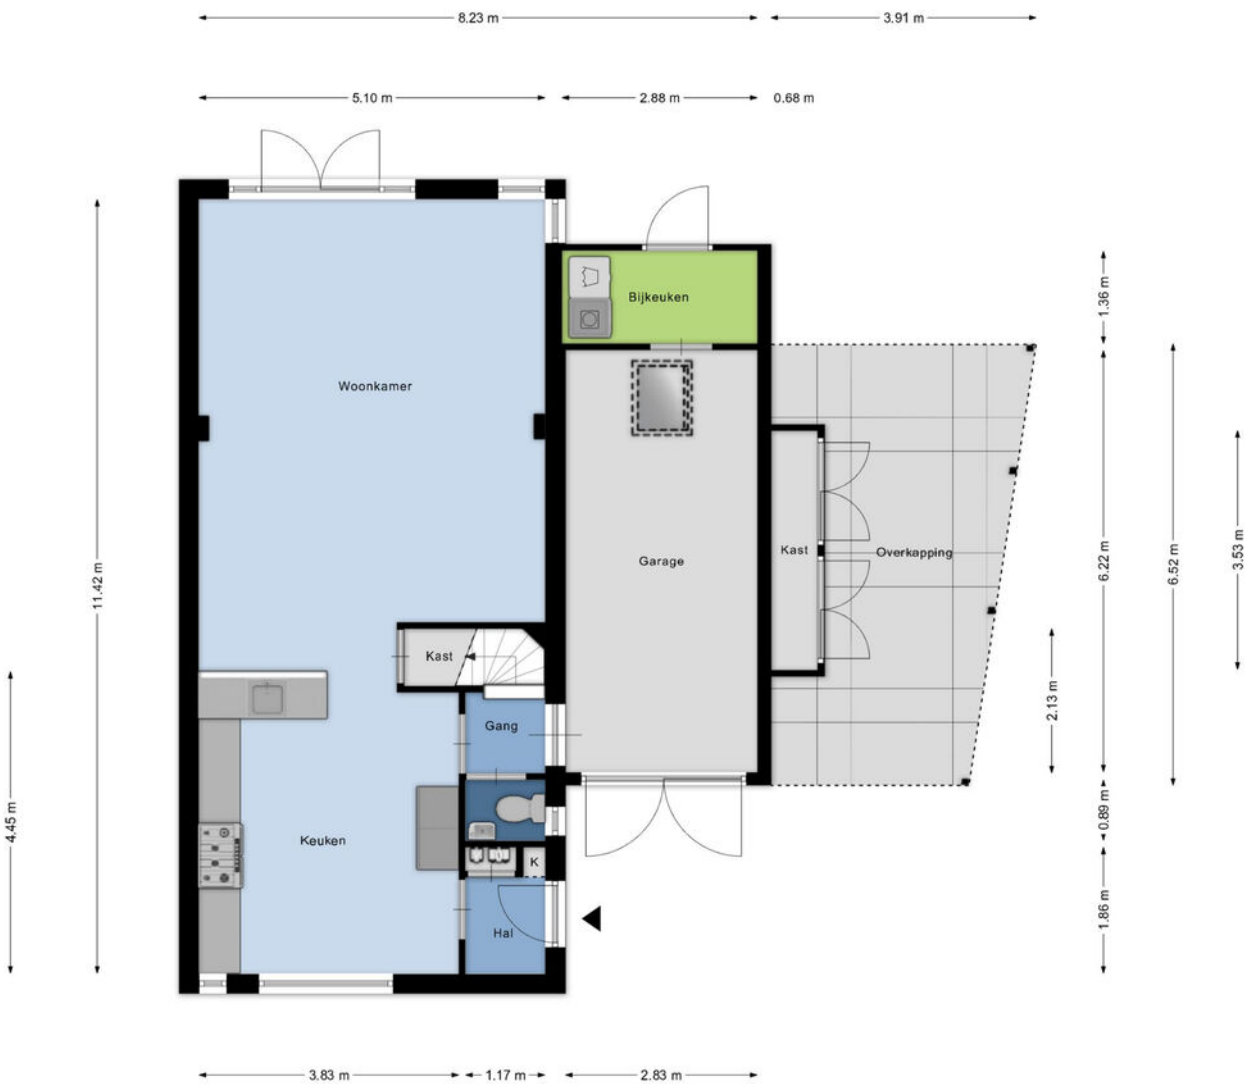 8.23 m
3.91 m
5.10 m
2.88 m
0.68 m
Bijkeuken
1.36 m
Woonkamer
Garage
Kast
Overkapping
6.22 m
6.52 m
3.53 m
11.42 m
Kast
2.13 m
Gang
4.45 m
Keuken
0.89 m
K
Hal
1.86 m
3.83 m
1.17 m
2.83 m